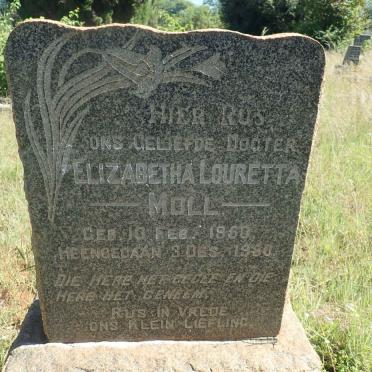 HIER RUS
ONS GELIEFDE DOGTER
ELIZABETHA LOURETTA
MOLL
GEB. 10 FEB. 1960
HEENGEGAAN 3 DES. 1960
DIE HERE HET GEGEE EN DIE
HERE HET GENEEM.
RUS IN VREDE
ONS KLEIN LIEFLING.